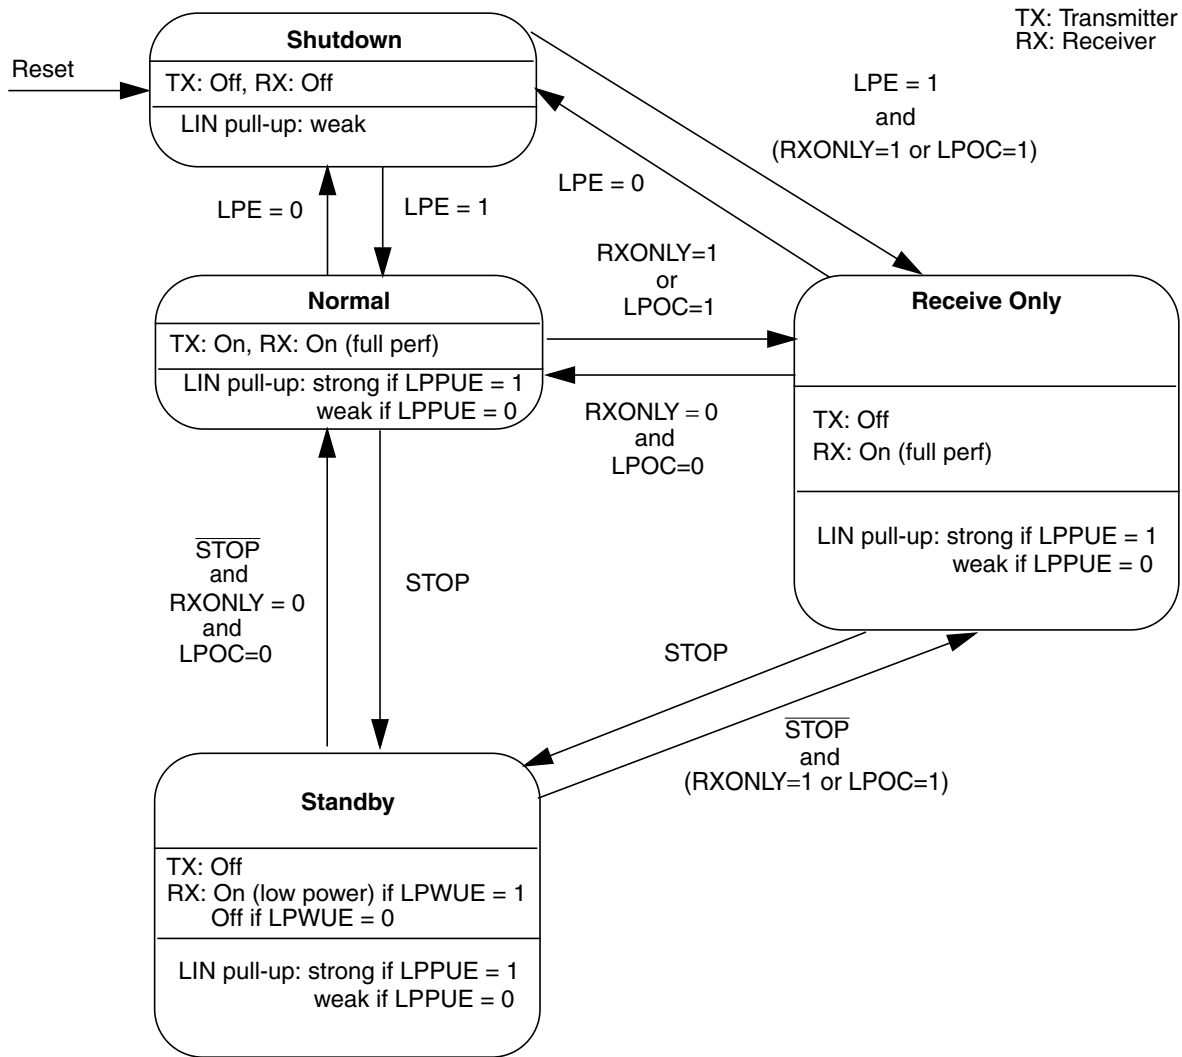 TX: Transmitter
RX: Receiver
Reset
Shutdown
TX: Off, RX: Off
LIN pull-up: weak
LPE = 1
and
(RXONLY=1 or LPOC=1)
LPE = 0
LPE = 0
LPE = 1
RXONLY=1
or
LPOC=1
Normal
TX: On, RX: On (full perf)
LIN pull-up: strong if LPPUE = 1
weak if LPPUE = 0
Receive Only
TX: Off
RX: On (full perf)
LIN pull-up: strong if LPPUE = 1
weak if LPPUE = 0
RXONLY = 0
and
LPOC=0
S̅T̅O̅P̅
and
RXONLY = 0
and
LPOC=0
STOP
STOP
S̅T̅O̅P̅
and
(RXONLY=1 or LPOC=1)
Standby
TX: Off
RX: On (low power) if LPWUE = 1
Off if LPWUE = 0
LIN pull-up: strong if LPPUE = 1
weak if LPPUE = 0